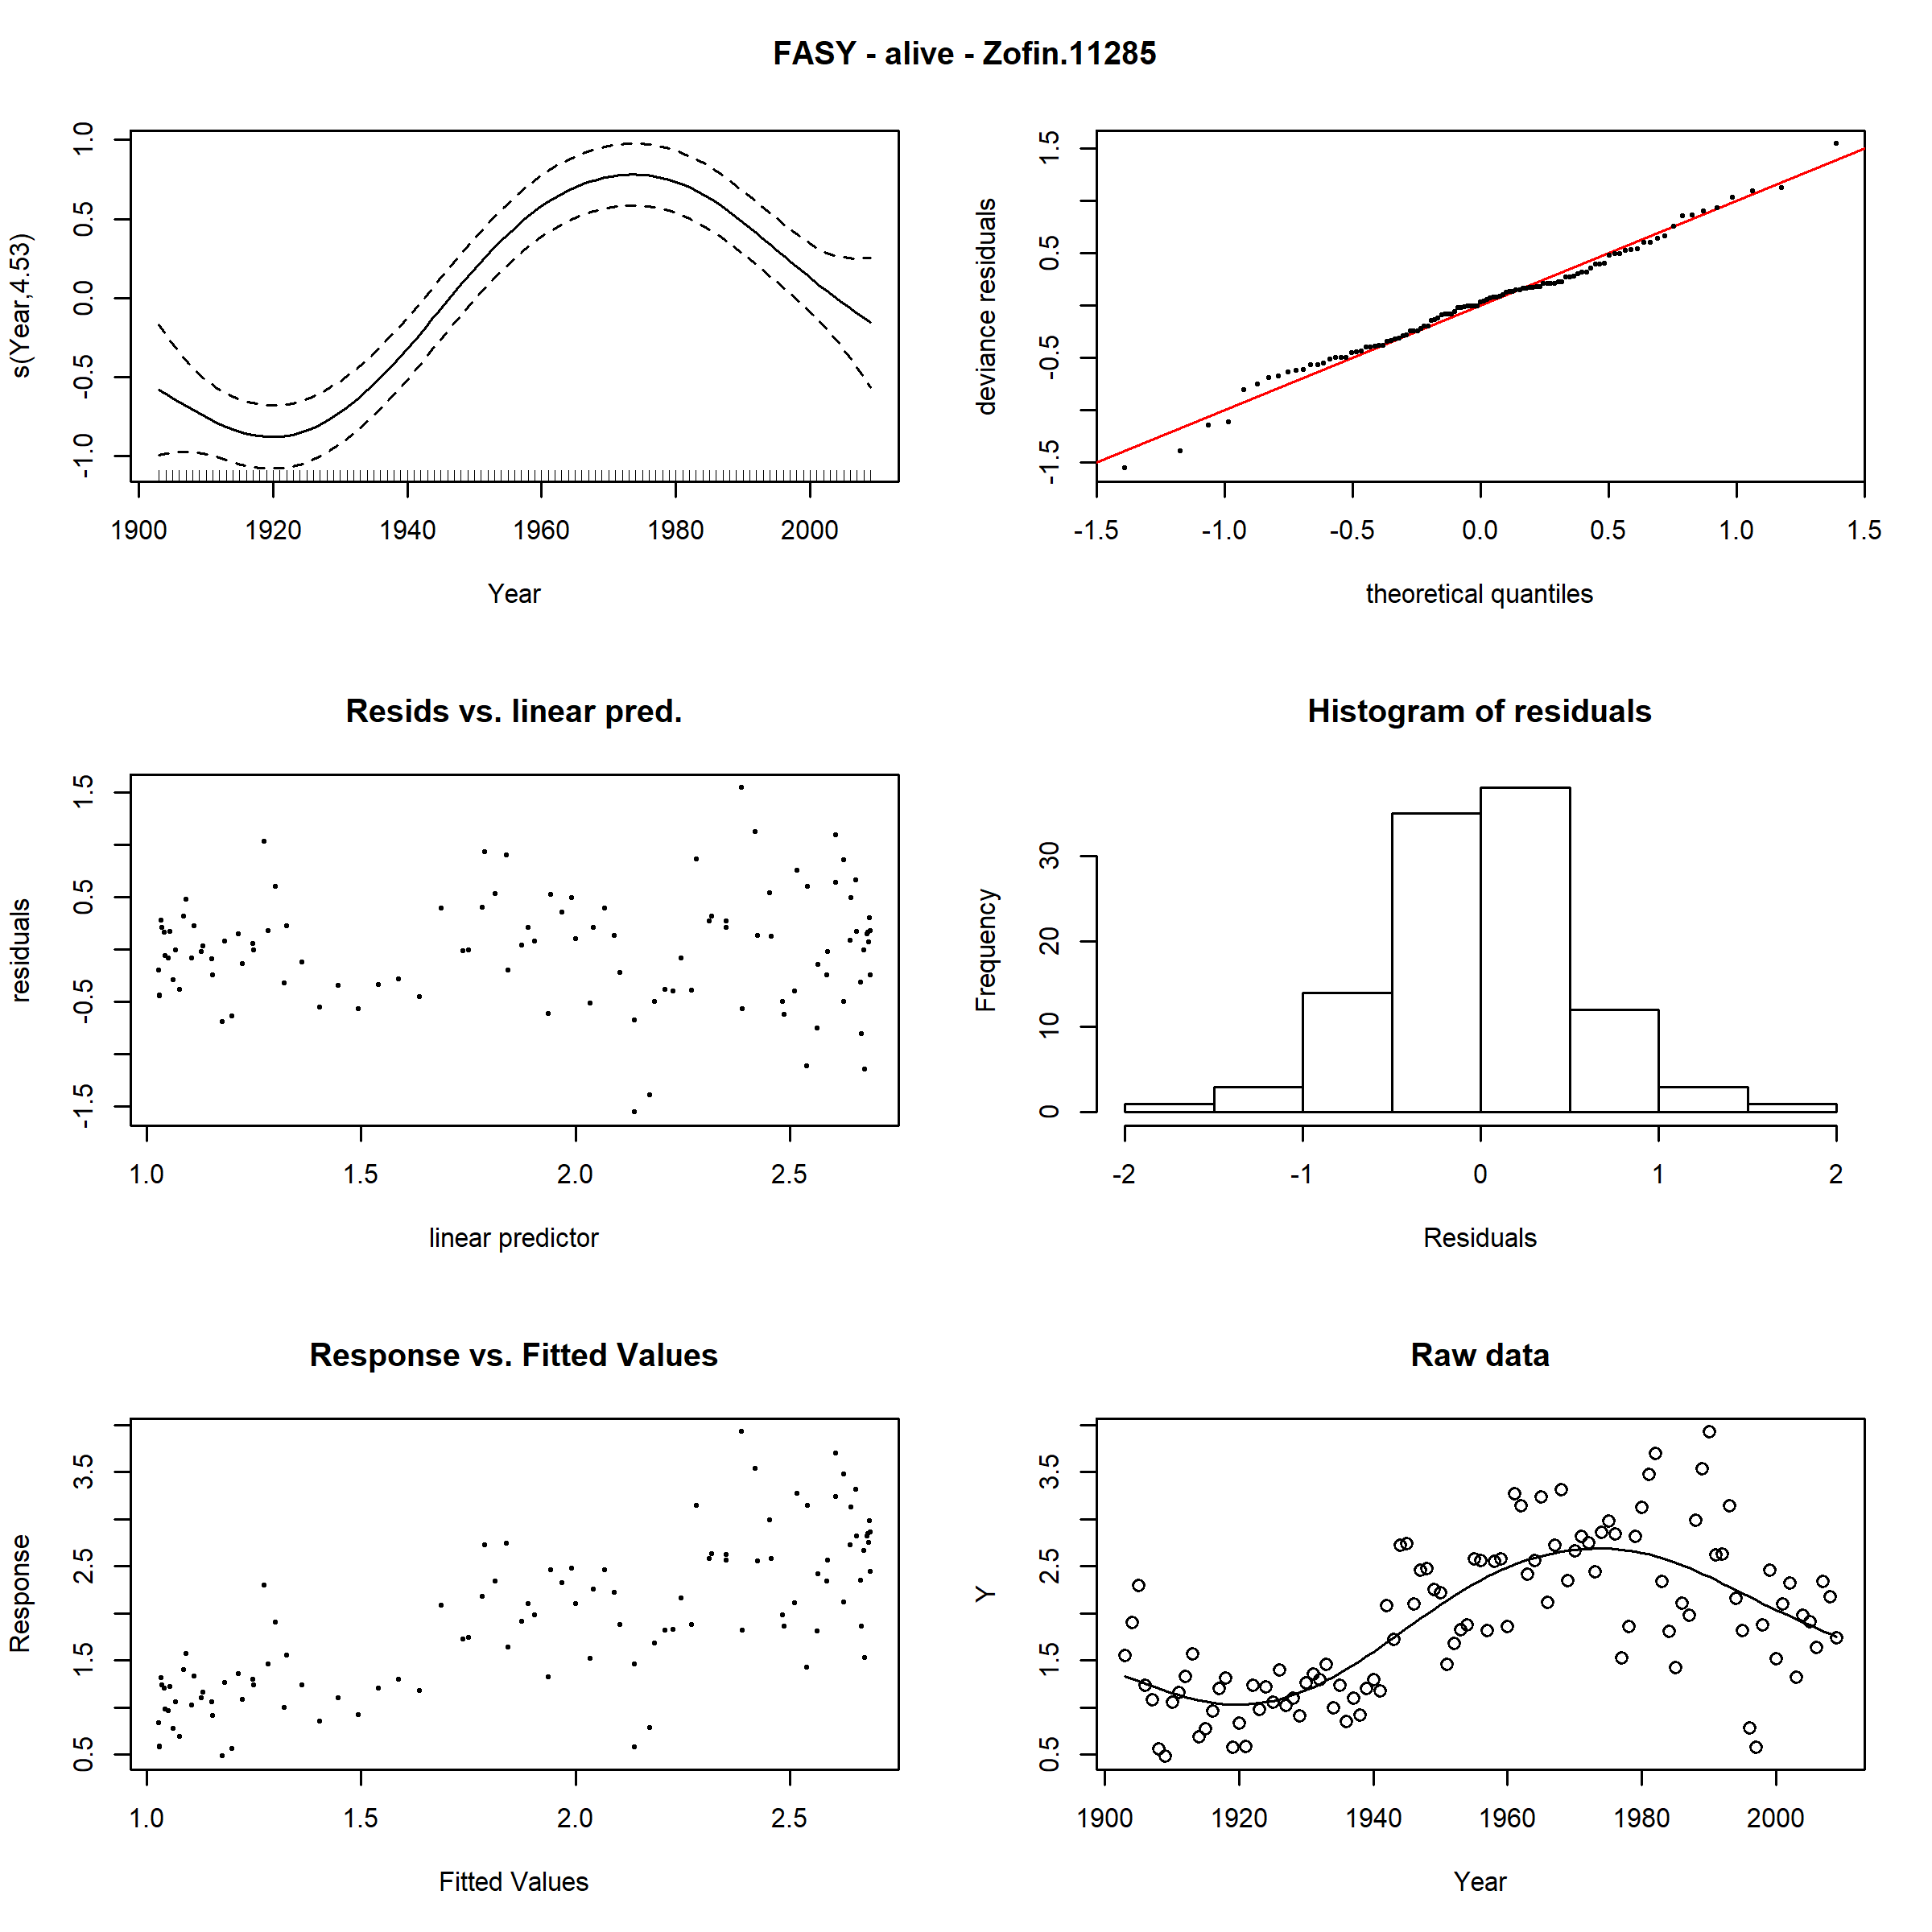 FASY - alive - Zofin.11285
s(Year,4.53)
-1.0 -0.5 0.0 0.5 1.0
1900 1920 1940 1960 1980 2000
Year
deviance residuals
-1.5 -0.5 0.5 1.5
-1.5 -1.0 -0.5 0.0 0.5 1.0 1.5
theoretical quantiles
Resids vs. linear pred.
residuals
-1.5 -0.5 0.5 1.5
1.0 1.5 2.0 2.5
linear predictor
Histogram of residuals
Frequency
0 10 20 30
-2 -1 0 1 2
Residuals
Response vs. Fitted Values
Response
0.5 1.5 2.5 3.5
1.0 1.5 2.0 2.5
Fitted Values
Raw data
Y
0.5 1.5 2.5 3.5
1900 1920 1940 1960 1980 2000
Year